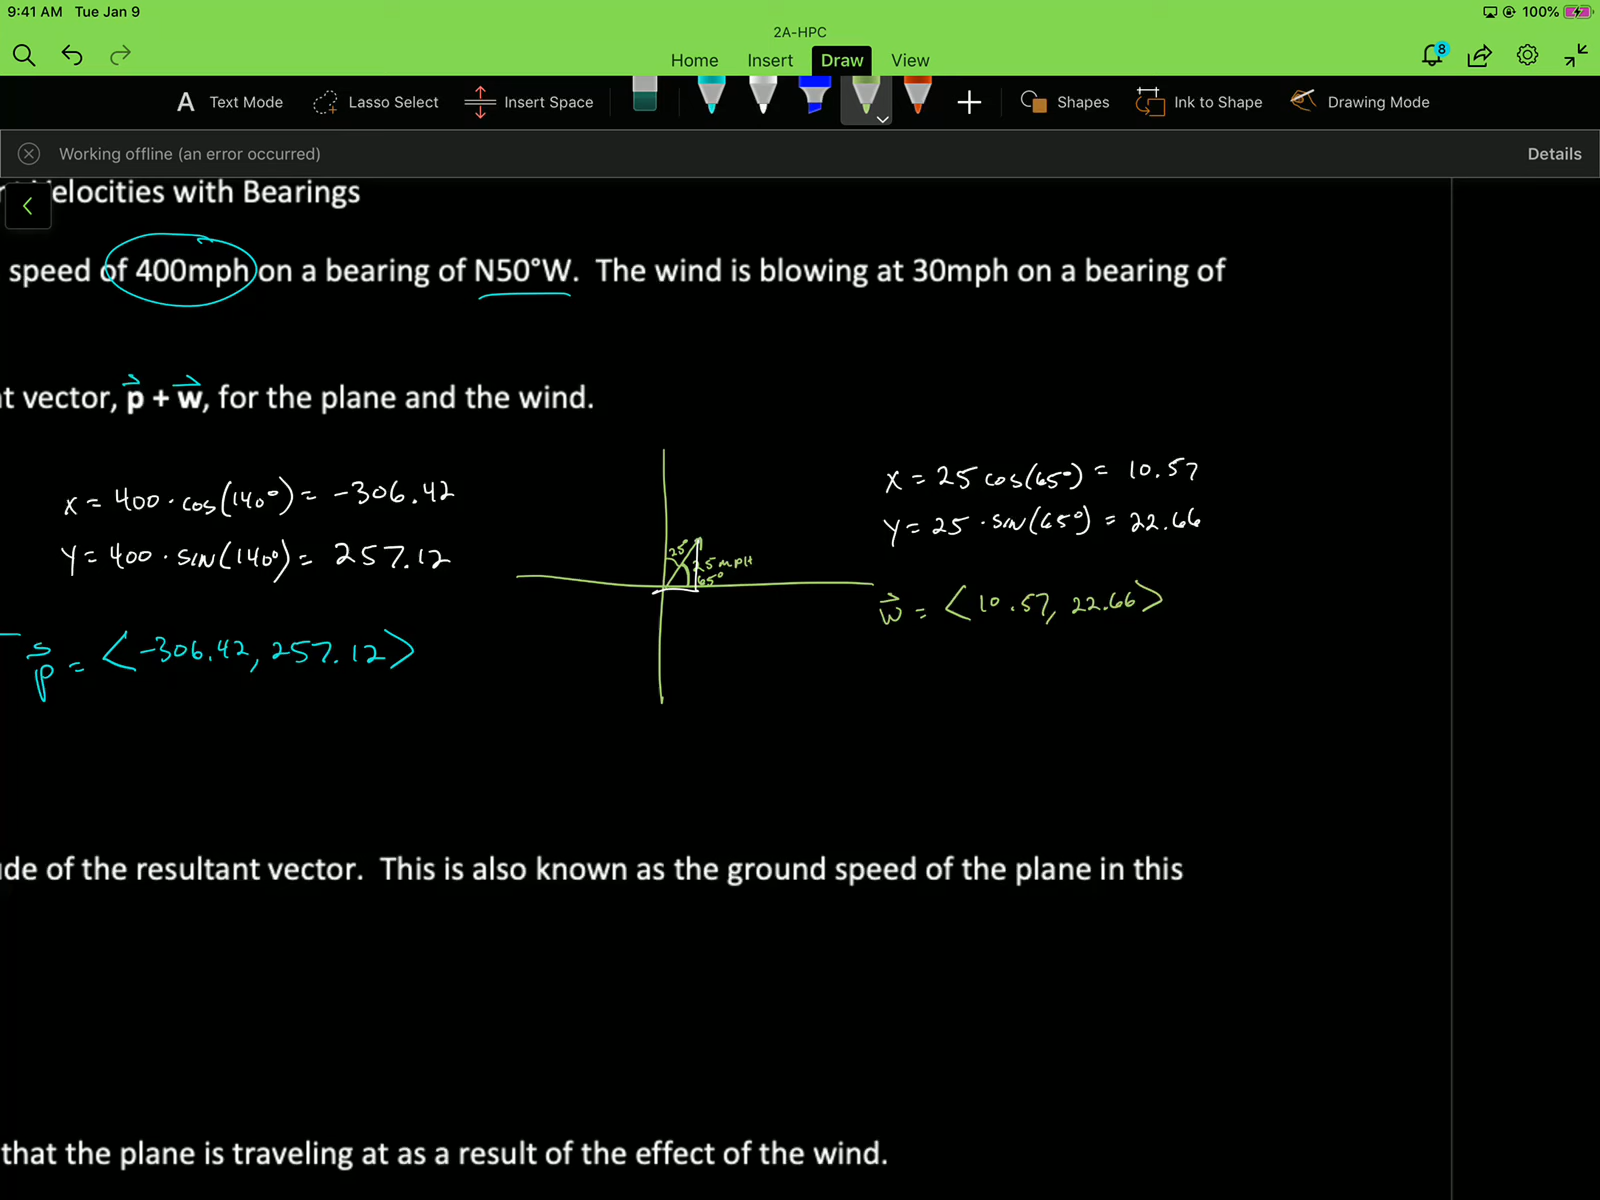 9:41 AM Tue Jan 9
100%
2A-HPC
Home Insert Draw View
8
A Text Mode Lasso Select Insert Space Shapes Ink to Shape Drawing Mode
Working offline (an error occurred) Details
elocities with Bearings
speed of 400mph on a bearing of N50°W. The wind is blowing at 30mph on a bearing of
t vector, p + w, for the plane and the wind.
x = 400 · cos(140°) = -306.42
y = 400 · sin(140°) = 257.12
p = <-306.42, 257.12>
25°
25mpH
65°
x = 25 cos(65°) = 10.57
y = 25 · sin(65°) = 22.66
w = <10.57, 22.66>
de of the resultant vector. This is also known as the ground speed of the plane in this
that the plane is traveling at as a result of the effect of the wind.